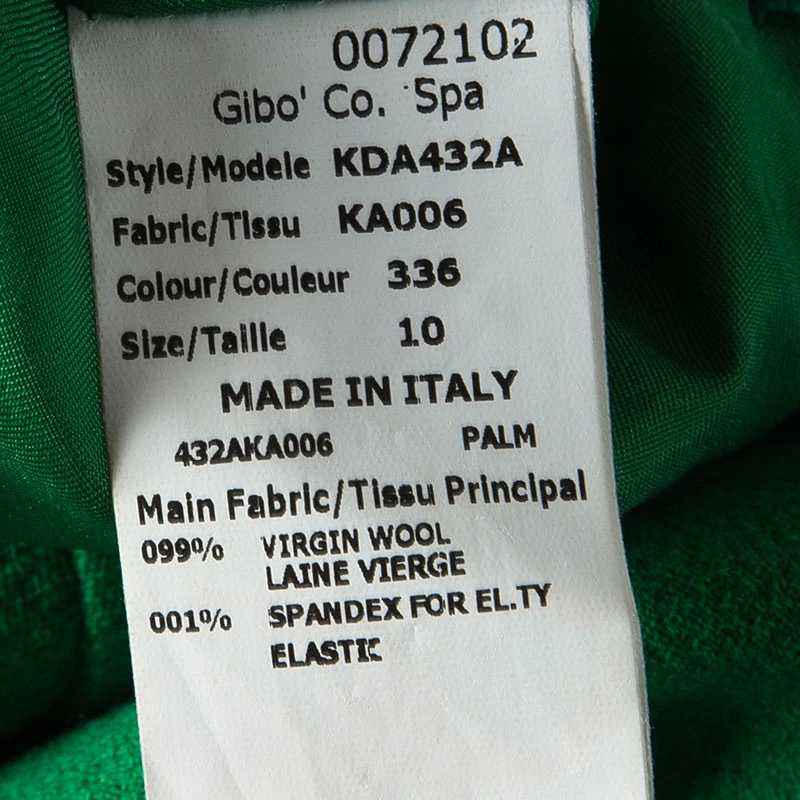 0072102
Gibo' Co. Spa
Style/Modele KDA432A
Fabric/Tissu KA006
Colour/Couleur 336
Size/Taille 10
MADE IN ITALY
432AKA006 PALM
Main Fabric/Tissu Principal
099% VIRGIN WOOL
LAINE VIERGE
001% SPANDEX FOR EL.TY
ELASTIC